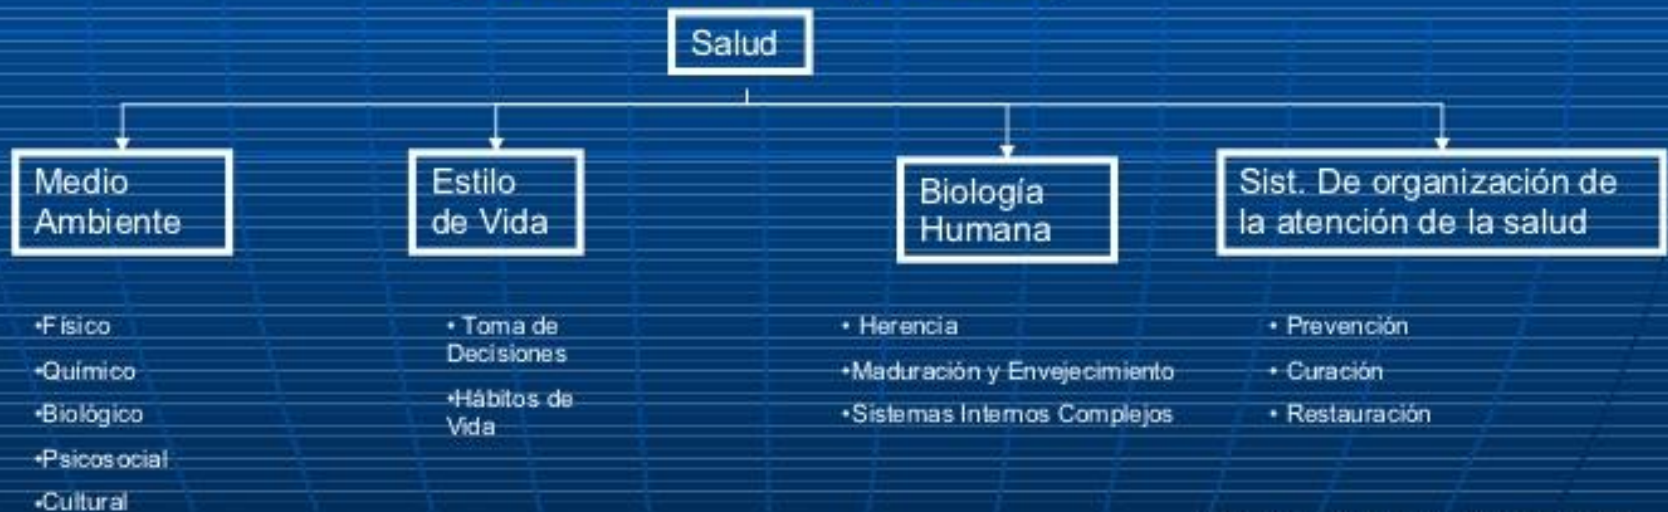 Salud
Medio
Ambiente
Estilo
de Vida
Biología
Humana
Sist. De organización de
la atención de la salud
•Físico
•Químico
•Biológico
•Psicosocial
•Cultural
• Toma de
Decisiones
•Hábitos de
Vida
• Herencia
•Maduración y Envejecimiento
•Sistemas Internos Complejos
• Prevención
• Curación
• Restauración